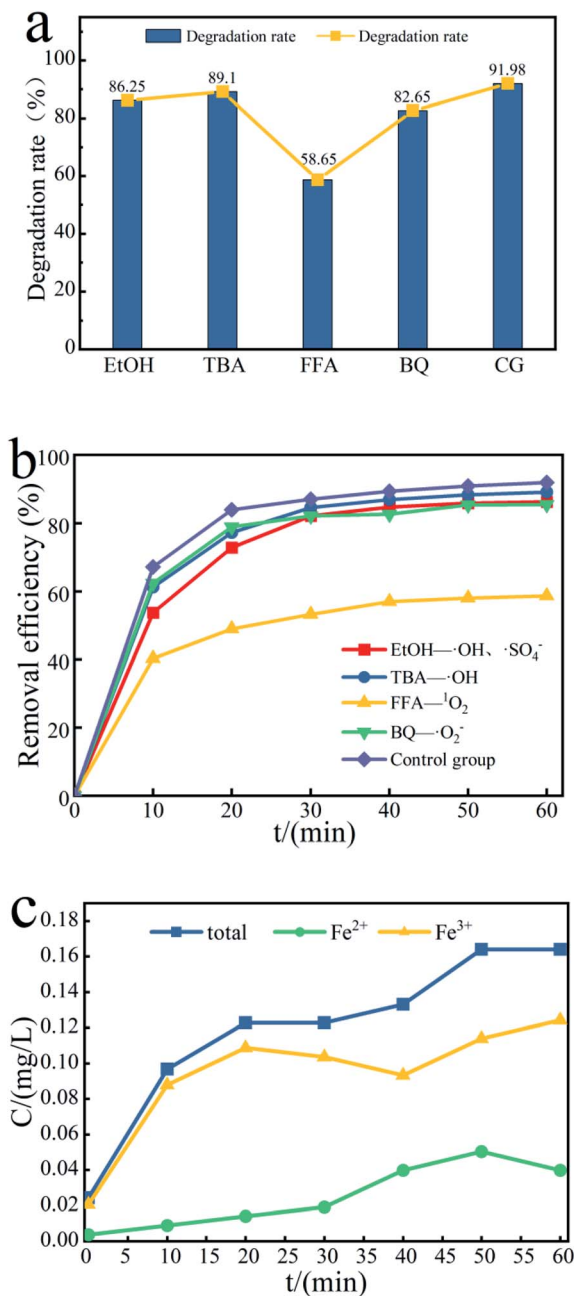 a
Degradation rate Degradation rate
86.25 89.1 58.65 82.65 91.98
Degradation rate (%)
100
80
60
40
20
0
EtOH TBA FFA BQ CG
b
Removal efficiency (%)
100
80
60
40
20
0
EtOH—·OH、·SO₄⁻
TBA—·OH
FFA—¹O₂
BQ—·O₂⁻
Control group
0 10 20 30 40 50 60
t/(min)
c
total Fe²⁺ Fe³⁺
C/(mg/L)
0.18
0.16
0.14
0.12
0.10
0.08
0.06
0.04
0.02
0.00
0 5 10 15 20 25 30 35 40 45 50 55 60
t/(min)